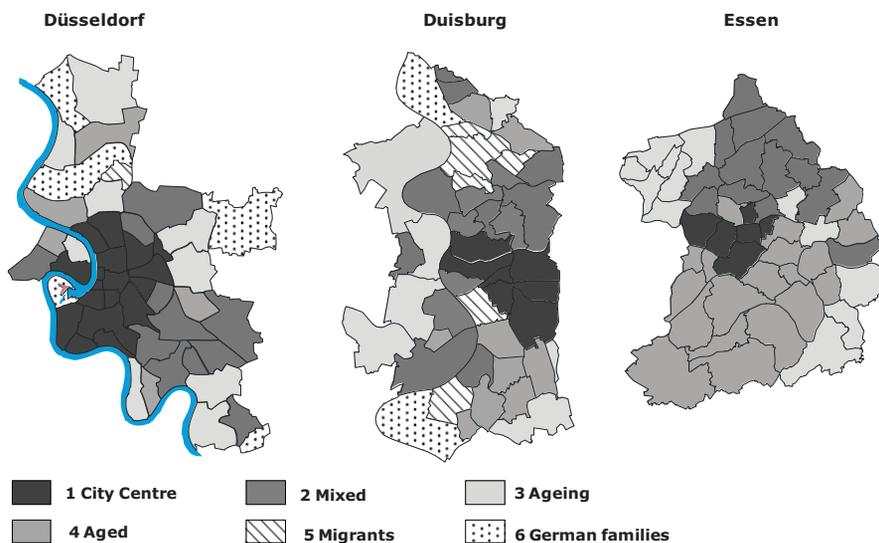 Düsseldorf Duisburg Essen
1 City Centre 2 Mixed 3 Ageing
4 Aged 5 Migrants 6 German families